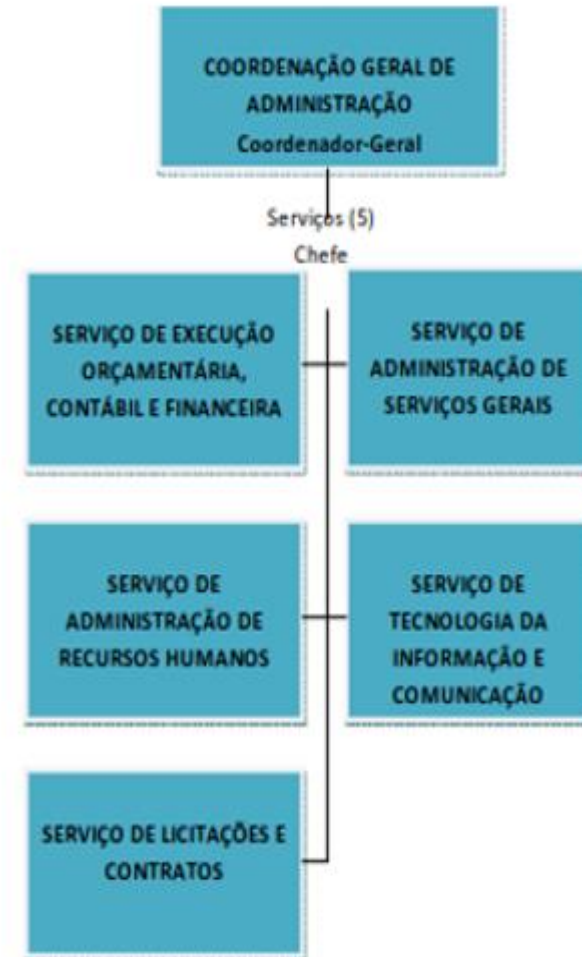 COORDENAÇÃO GERAL DE
ADMINISTRAÇÃO
Coordenador-Geral
Serviços (5)
Chefe
SERVIÇO DE EXECUÇÃO
ORÇAMENTÁRIA,
CONTÁBIL E FINANCEIRA
SERVIÇO DE
ADMINISTRAÇÃO DE
SERVIÇOS GERAIS
SERVIÇO DE
ADMINISTRAÇÃO DE
RECURSOS HUMANOS
SERVIÇO DE
TECNOLOGIA DA
INFORMAÇÃO E
COMUNICAÇÃO
SERVIÇO DE LICITAÇÕES E
CONTRATOS